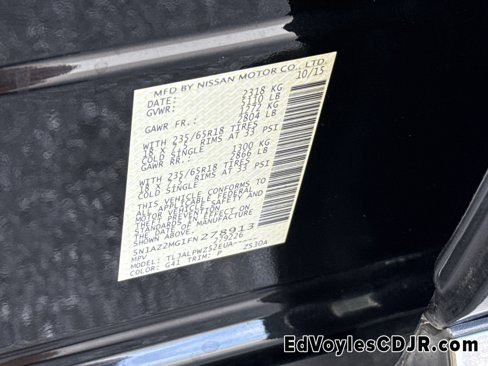 MFD BY NISSAN MOTOR CO., LTD.
DATE: 10/15
GVWR: 2318 KG
5110 LB
GAWR FR.: 1272 KG
2804 LB
WITH 235/65R18 TIRES
18 X 7.5 RIMS AT 33 PSI
COLD SINGLE
GAWR RR.: 1300 KG
2866 LB
WITH 235/65R18 TIRES
18 X 7.5 RIMS AT 33 PSI
COLD SINGLE
THIS VEHICLE CONFORMS TO
ALL APPLICABLE FEDERAL
MOTOR VEHICLE SAFETY
STANDARDS IN EFFECT ON
THE DATE OF MANUFACTURE
SHOWN ABOVE.
5N1AZ2MG1FN278913
MPV
MODEL: ZS30A
COLOR: G41 TRIM: P
EdVoylesCDJR.com